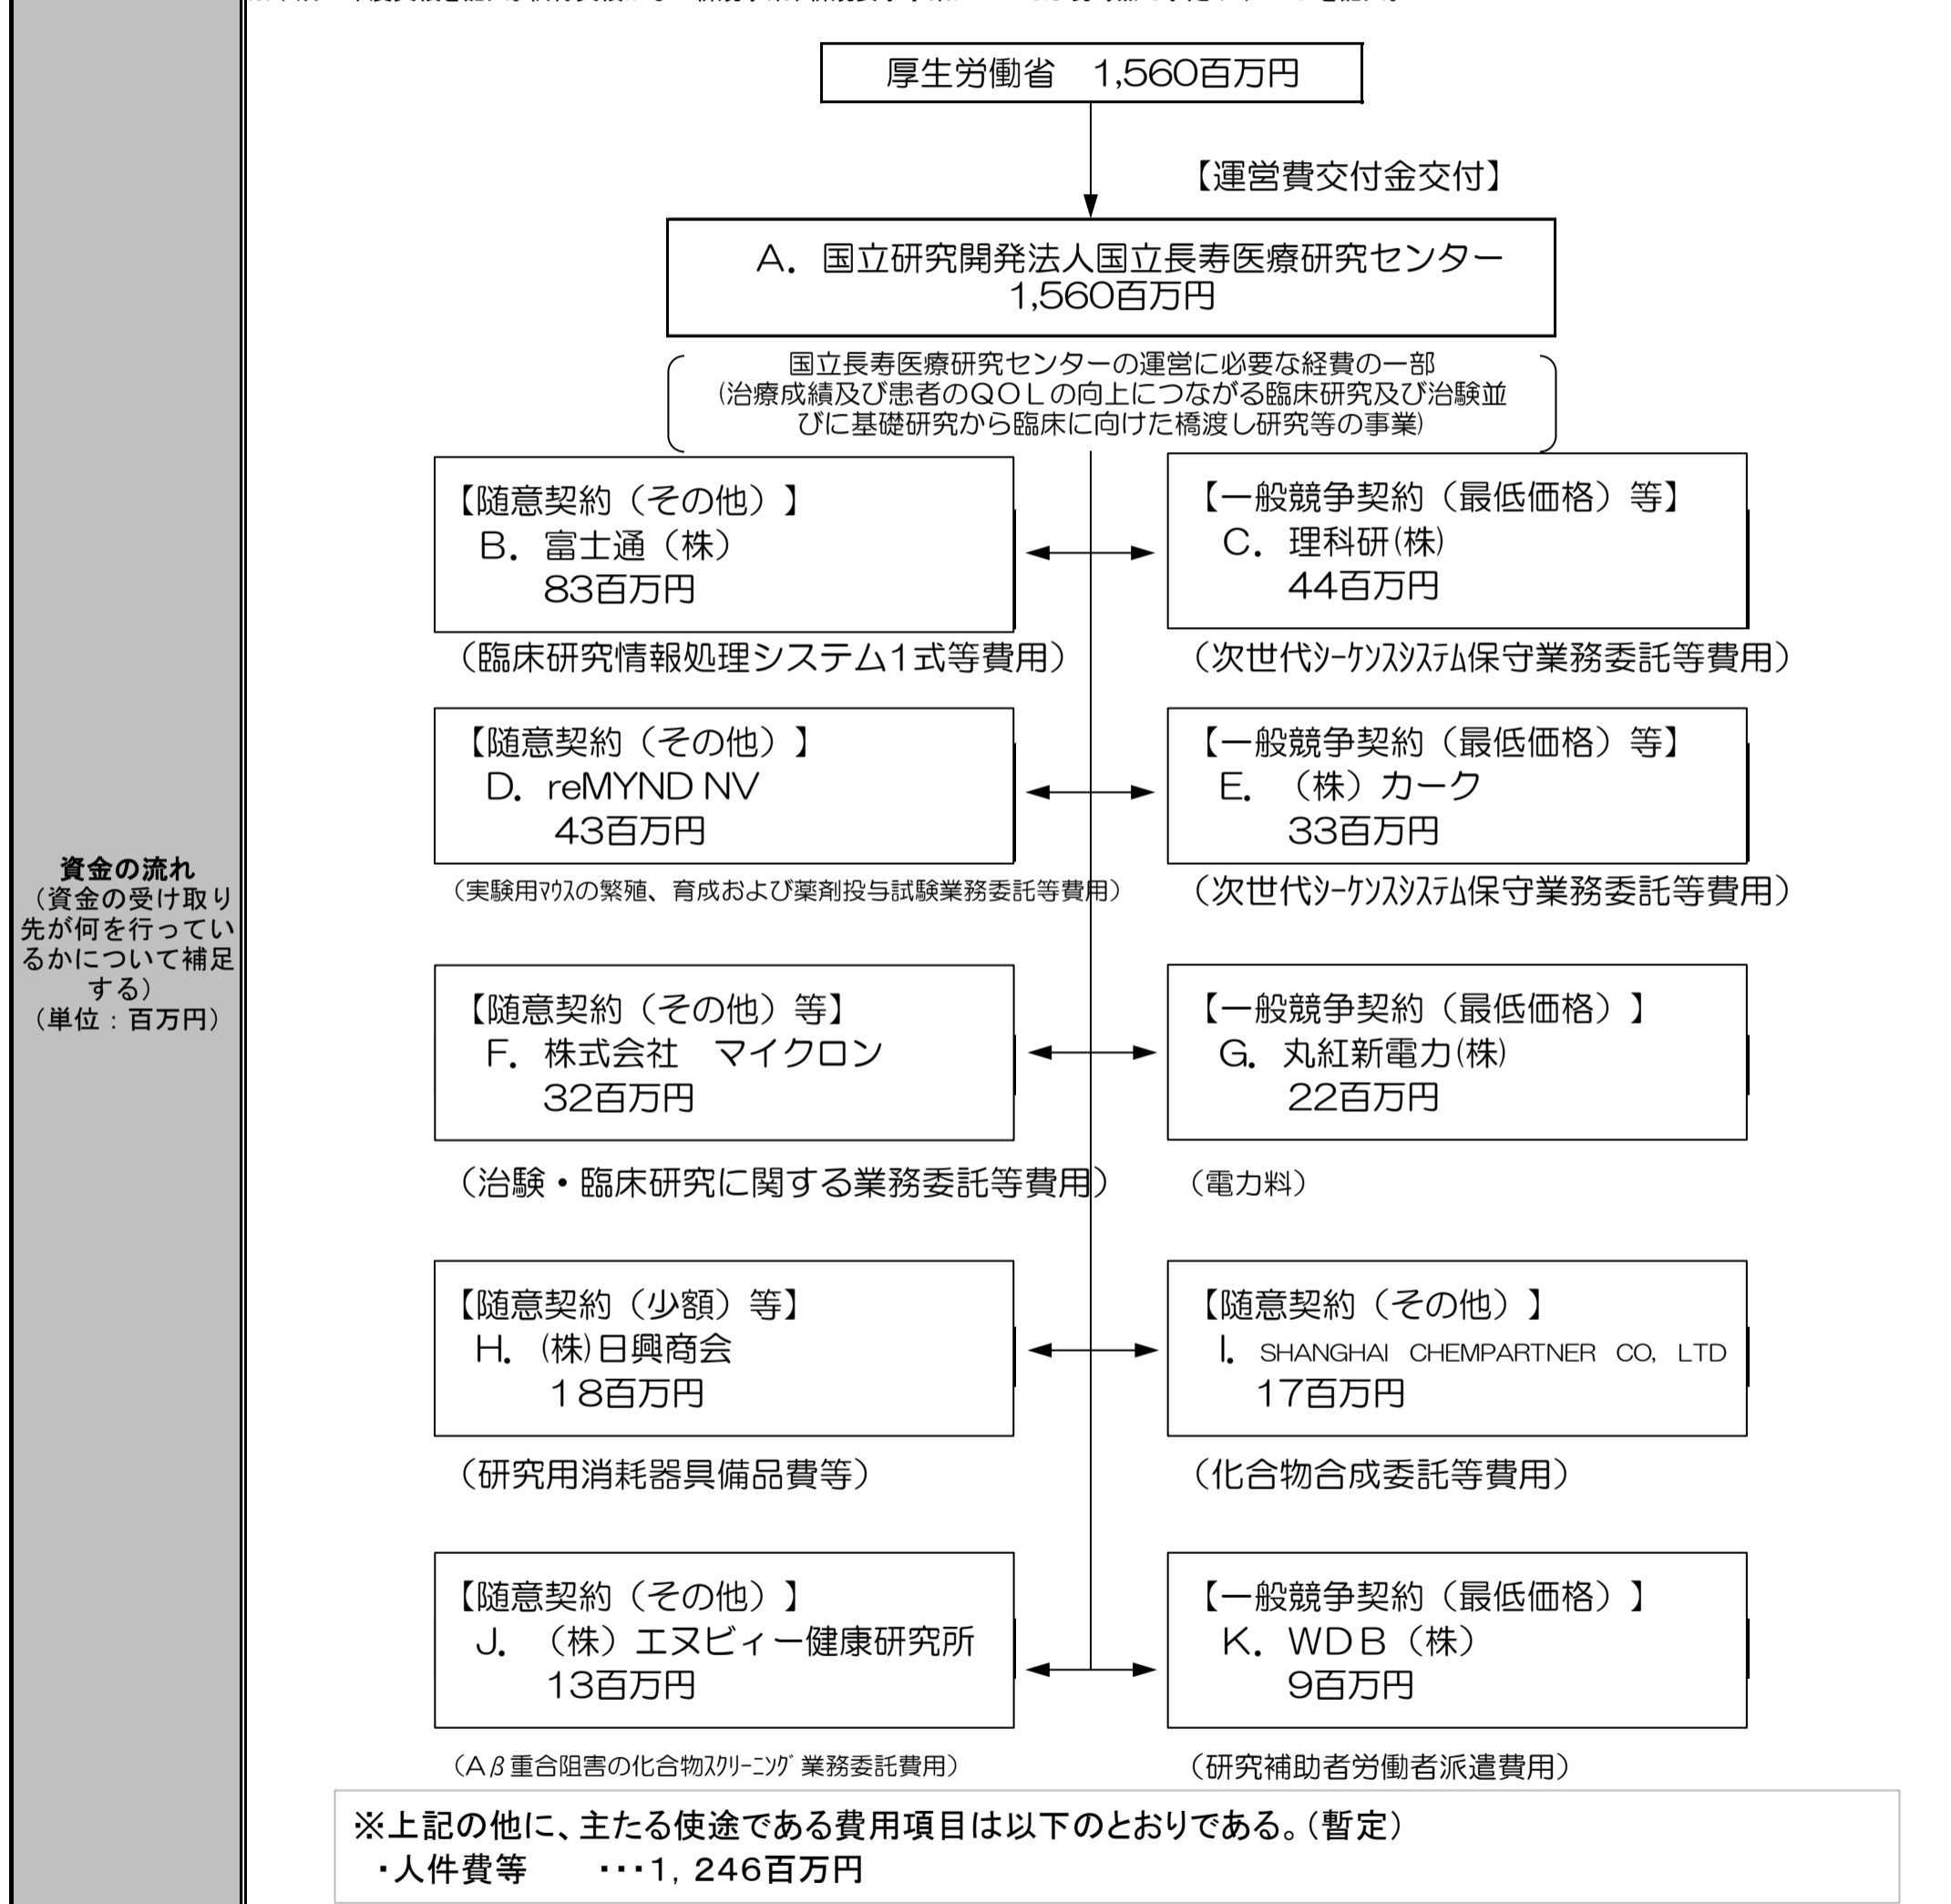 厚生労働省　1,560百万円
【運営費交付金交付】
A．国立研究開発法人国立長寿医療研究センター
1,560百万円
国立長寿医療研究センターの運営に必要な経費の一部
(治療成績及び患者のＱＯＬの向上につながる臨床研究及び治験並
びに基礎研究から臨床に向けた橋渡し研究等の事業)
【随意契約（その他）】
B．富士通（株）
83百万円
（臨床研究情報処理システム1式等費用）
【一般競争契約（最低価格）等】
C．理科研(株)
44百万円
（次世代ｼｰｹﾝｽｼｽﾃﾑ保守業務委託等費用）
【随意契約（その他）】
D．reMYND NV
43百万円
（実験用ﾏｳｽの繁殖、育成および薬剤投与試験業務委託等費用）
【一般競争契約（最低価格）等】
E．（株）カーク
33百万円
（次世代ｼｰｹﾝｽｼｽﾃﾑ保守業務委託等費用）
資金の流れ
（資金の受け取り
先が何を行ってい
るかについて補足
する）
（単位：百万円）
【随意契約（その他）等】
F．株式会社　マイクロン
32百万円
（治験・臨床研究に関する業務委託等費用）
【一般競争契約（最低価格）】
G．丸紅新電力(株)
22百万円
（電力料）
【随意契約（少額）等】
H．(株)日興商会
18百万円
（研究用消耗器具備品費等）
【随意契約（その他）】
I．SHANGHAI　CHEMPARTNER　CO，LTD
17百万円
（化合物合成委託等費用）
【随意契約（その他）】
J．（株）エヌビィー健康研究所
13百万円
（Ａβ重合阻害の化合物ｽｸﾘｰﾆﾝｸﾞ業務委託費用）
【一般競争契約（最低価格）】
K．ＷＤＢ（株）
9百万円
（研究補助者労働者派遣費用）
※上記の他に、主たる使途である費用項目は以下のとおりである。（暫定）
・人件費等　　・・・１，２４６百万円